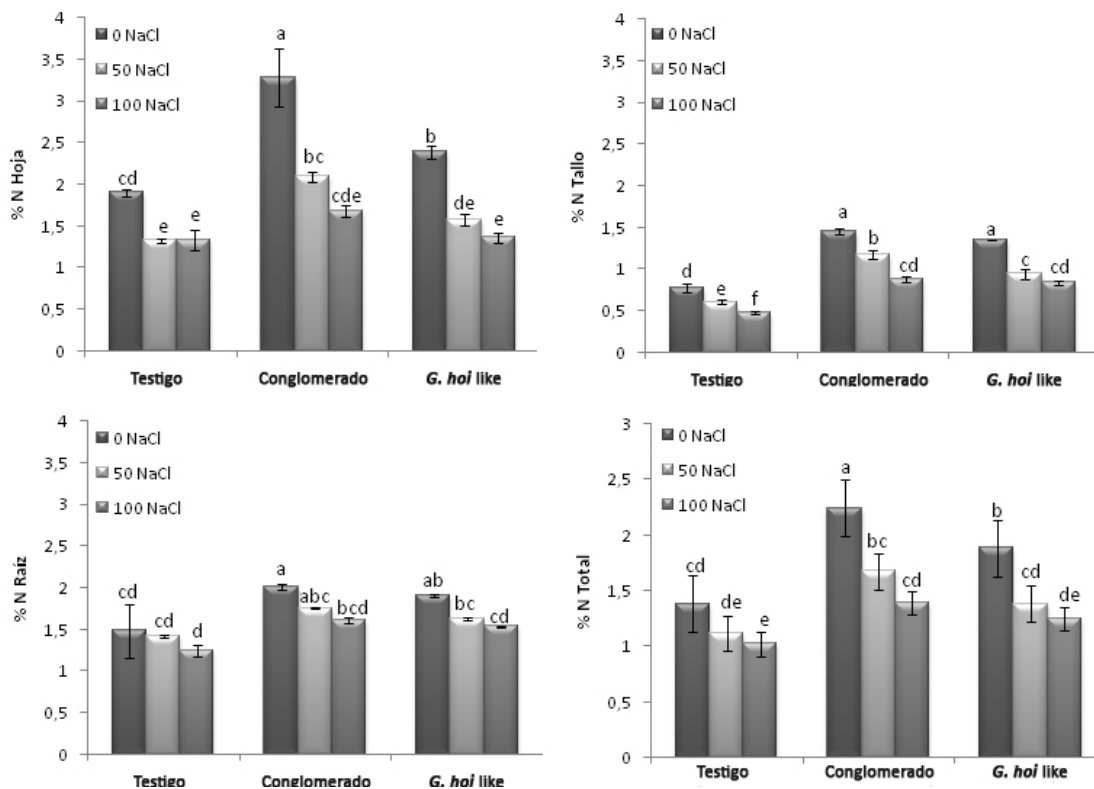 4
3,5
3
2,5
2
1,5
1
0,5
0
% N Hoja
0 NaCl
50 NaCl
100 NaCl
cd
e
e
a
bc
cde
b
de
e
Testigo
Conglomerado
G. hoi like
4
3,5
3
2,5
2
1,5
1
0,5
0
% N Tallo
0 NaCl
50 NaCl
100 NaCl
d
e
f
a
b
cd
a
c
cd
Testigo
Conglomerado
G. hoi like
4
3,5
3
2,5
2
1,5
1
0,5
0
% N Raíz
0 NaCl
50 NaCl
100 NaCl
cd
cd
d
a
abc
bcd
ab
bc
cd
Testigo
Conglomerado
G. hoi like
3
2,5
2
1,5
1
0,5
0
% N Total
0 NaCl
50 NaCl
100 NaCl
cd
de
e
a
bc
cd
b
cd
de
Testigo
Conglomerado
G. hoi like